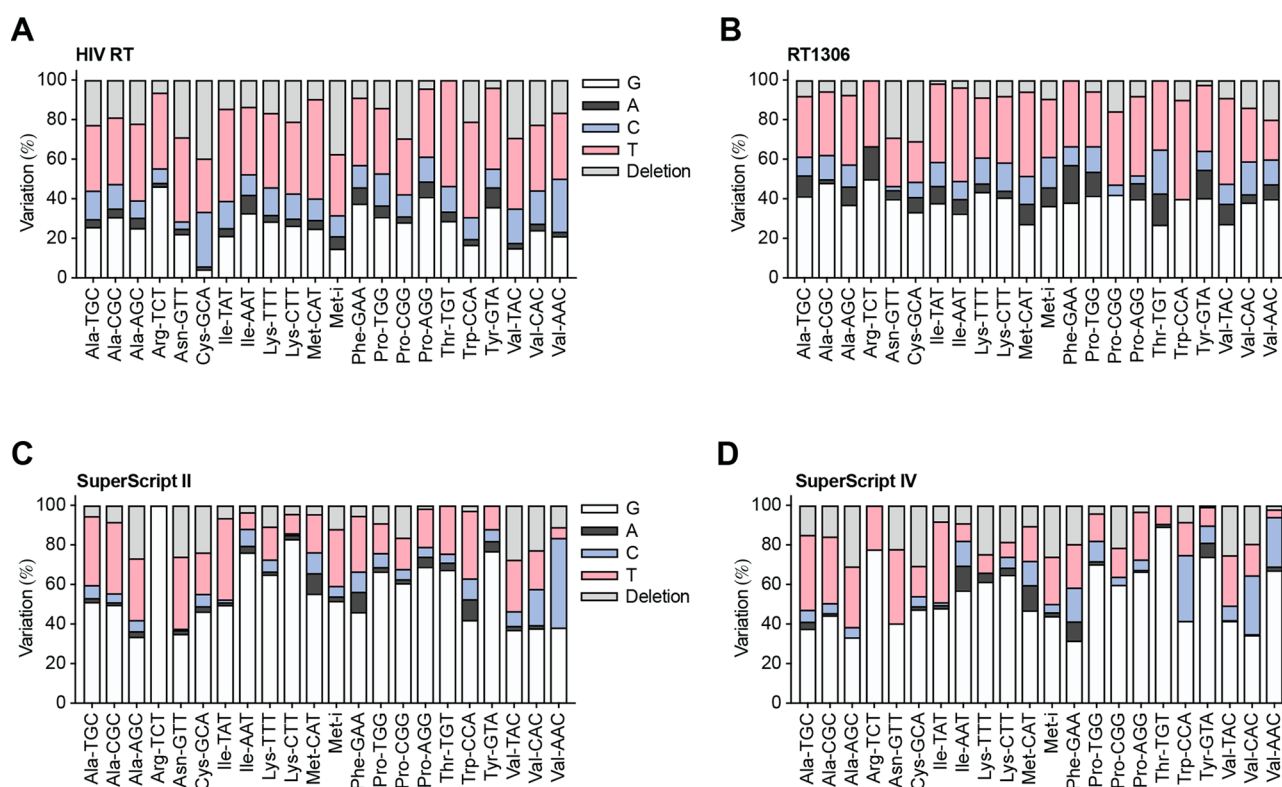 A
HIV RT
100
80
60
40
20
0
Variation (%)
G
A
C
T
Deletion
Ala-TGC
Ala-CGC
Ala-AGC
Arg-TCT
Asn-GTT
Cys-GCA
Ile-TAT
Ile-AAT
Lys-TTT
Lys-CTT
Met-CAT
Met-i
Phe-GAA
Pro-TGG
Pro-CGG
Pro-AGG
Thr-TGT
Trp-CCA
Tyr-GTA
Val-TAC
Val-CAC
Val-AAC
B
RT1306
100
80
60
40
20
0
Variation (%)
Ala-TGC
Ala-CGC
Ala-AGC
Arg-TCT
Asn-GTT
Cys-GCA
Ile-TAT
Ile-AAT
Lys-TTT
Lys-CTT
Met-CAT
Met-i
Phe-GAA
Pro-TGG
Pro-CGG
Pro-AGG
Thr-TGT
Trp-CCA
Tyr-GTA
Val-TAC
Val-CAC
Val-AAC
C
SuperScript II
100
80
60
40
20
0
Variation (%)
G
A
C
T
Deletion
Ala-TGC
Ala-CGC
Ala-AGC
Arg-TCT
Asn-GTT
Cys-GCA
Ile-TAT
Ile-AAT
Lys-TTT
Lys-CTT
Met-CAT
Met-i
Phe-GAA
Pro-TGG
Pro-CGG
Pro-AGG
Thr-TGT
Trp-CCA
Tyr-GTA
Val-TAC
Val-CAC
Val-AAC
D
SuperScript IV
100
80
60
40
20
0
Variation (%)
Ala-TGC
Ala-CGC
Ala-AGC
Arg-TCT
Asn-GTT
Cys-GCA
Ile-TAT
Ile-AAT
Lys-TTT
Lys-CTT
Met-CAT
Met-i
Phe-GAA
Pro-TGG
Pro-CGG
Pro-AGG
Thr-TGT
Trp-CCA
Tyr-GTA
Val-TAC
Val-CAC
Val-AAC